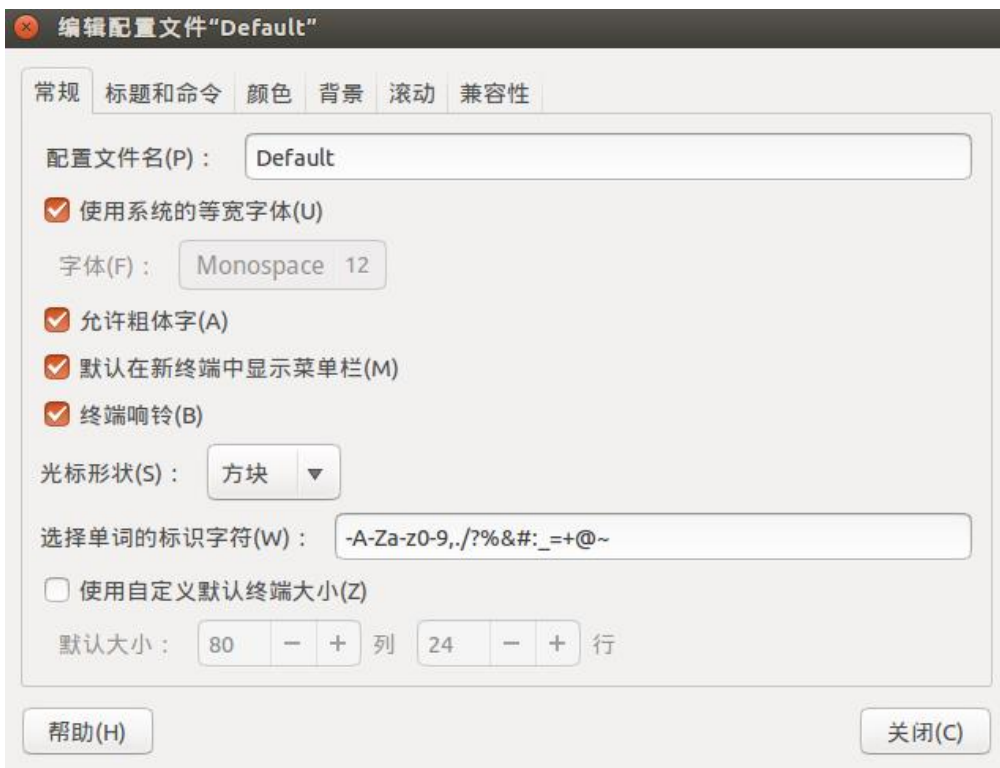 编辑配置文件“Default”
常规 标题和命令 颜色 背景 滚动 兼容性
配置文件名(P)： Default
使用系统的等宽字体(U)
字体(F)： Monospace 12
允许粗体字(A)
默认在新终端中显示菜单栏(M)
终端响铃(B)
光标形状(S)： 方块
选择单词的标识字符(W)： -A-Za-z0-9,./?%&#:_=+@~
使用自定义默认终端大小(Z)
默认大小： 80 − + 列 24 − + 行
帮助(H) 关闭(C)